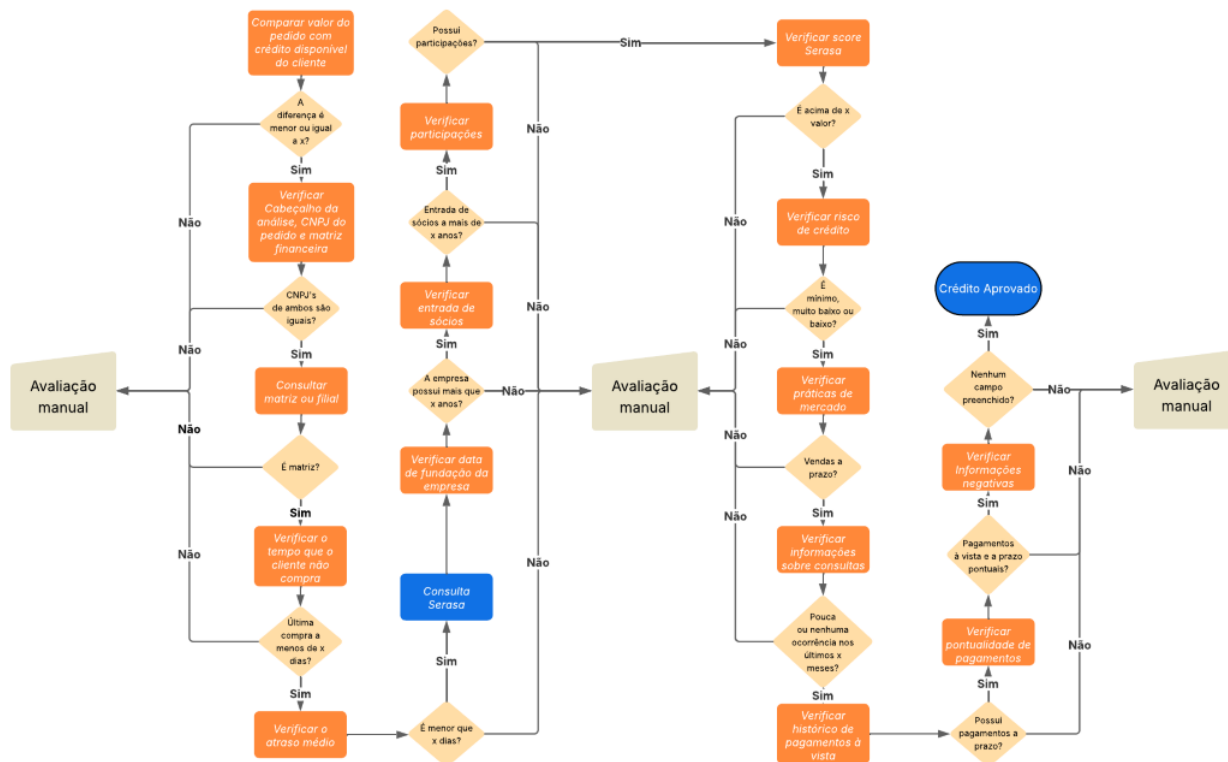 Comparar valor do
pedido com
crédito disponível
do cliente
A
diferença é
menor ou igual
a x?
Não
Sim
Verificar
Cabeçalho da
análise, CNPJ do
pedido e matriz
financeira
CNPJ's
de ambos são
iguais?
Não
Sim
Avaliação
manual
Consultar
matriz ou filial
Não
É matriz?
Sim
Verificar o
tempo que o
cliente não
compra
Não
Última
compra a
menos de x
dias?
Sim
Verificar o
atraso médio
É menor que
x dias?
Não
Sim
Consulta
Serasa
Verificar data
de fundação da
empresa
A empresa
possui mais que
x anos?
Não
Sim
Verificar
entrada de
sócios
Entrada de
sócios a mais de
x anos?
Não
Sim
Verificar
participações
Possui
participações?
Não
Sim
Avaliação
manual
Verificar score
Serasa
É acima de x
valor?
Não
Sim
Verificar risco
de crédito
É
mínimo,
muito baixo ou
baixo?
Não
Sim
Verificar
práticas de
mercado
Vendas a
prazo?
Não
Sim
Verificar
informações
sobre consultas
Pouca
ou nenhuma
ocorrência nos
últimos x
meses?
Não
Sim
Verificar
histórico de
pagamentos à
vista
Possui
pagamentos a
prazo?
Não
Sim
Verificar
pontualidade de
pagamentos
Pagamentos
à vista e a prazo
pontuais?
Não
Sim
Verificar
Informações
negativas
Nenhum
campo
preenchido?
Não
Sim
Crédito Aprovado
Avaliação
manual